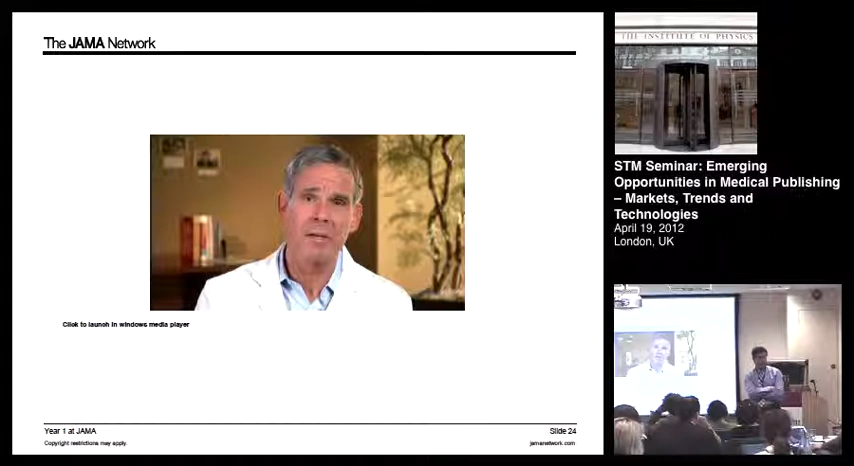 The JAMA Network
Click to launch in windows media player
Year 1 at JAMA
Slide 24
Copyright restrictions may apply.
jamanetwork.com
THE INSTITUTE OF PHYSICS
STM Seminar: Emerging
Opportunities in Medical Publishing
– Markets, Trends and
Technologies
April 19, 2012
London, UK